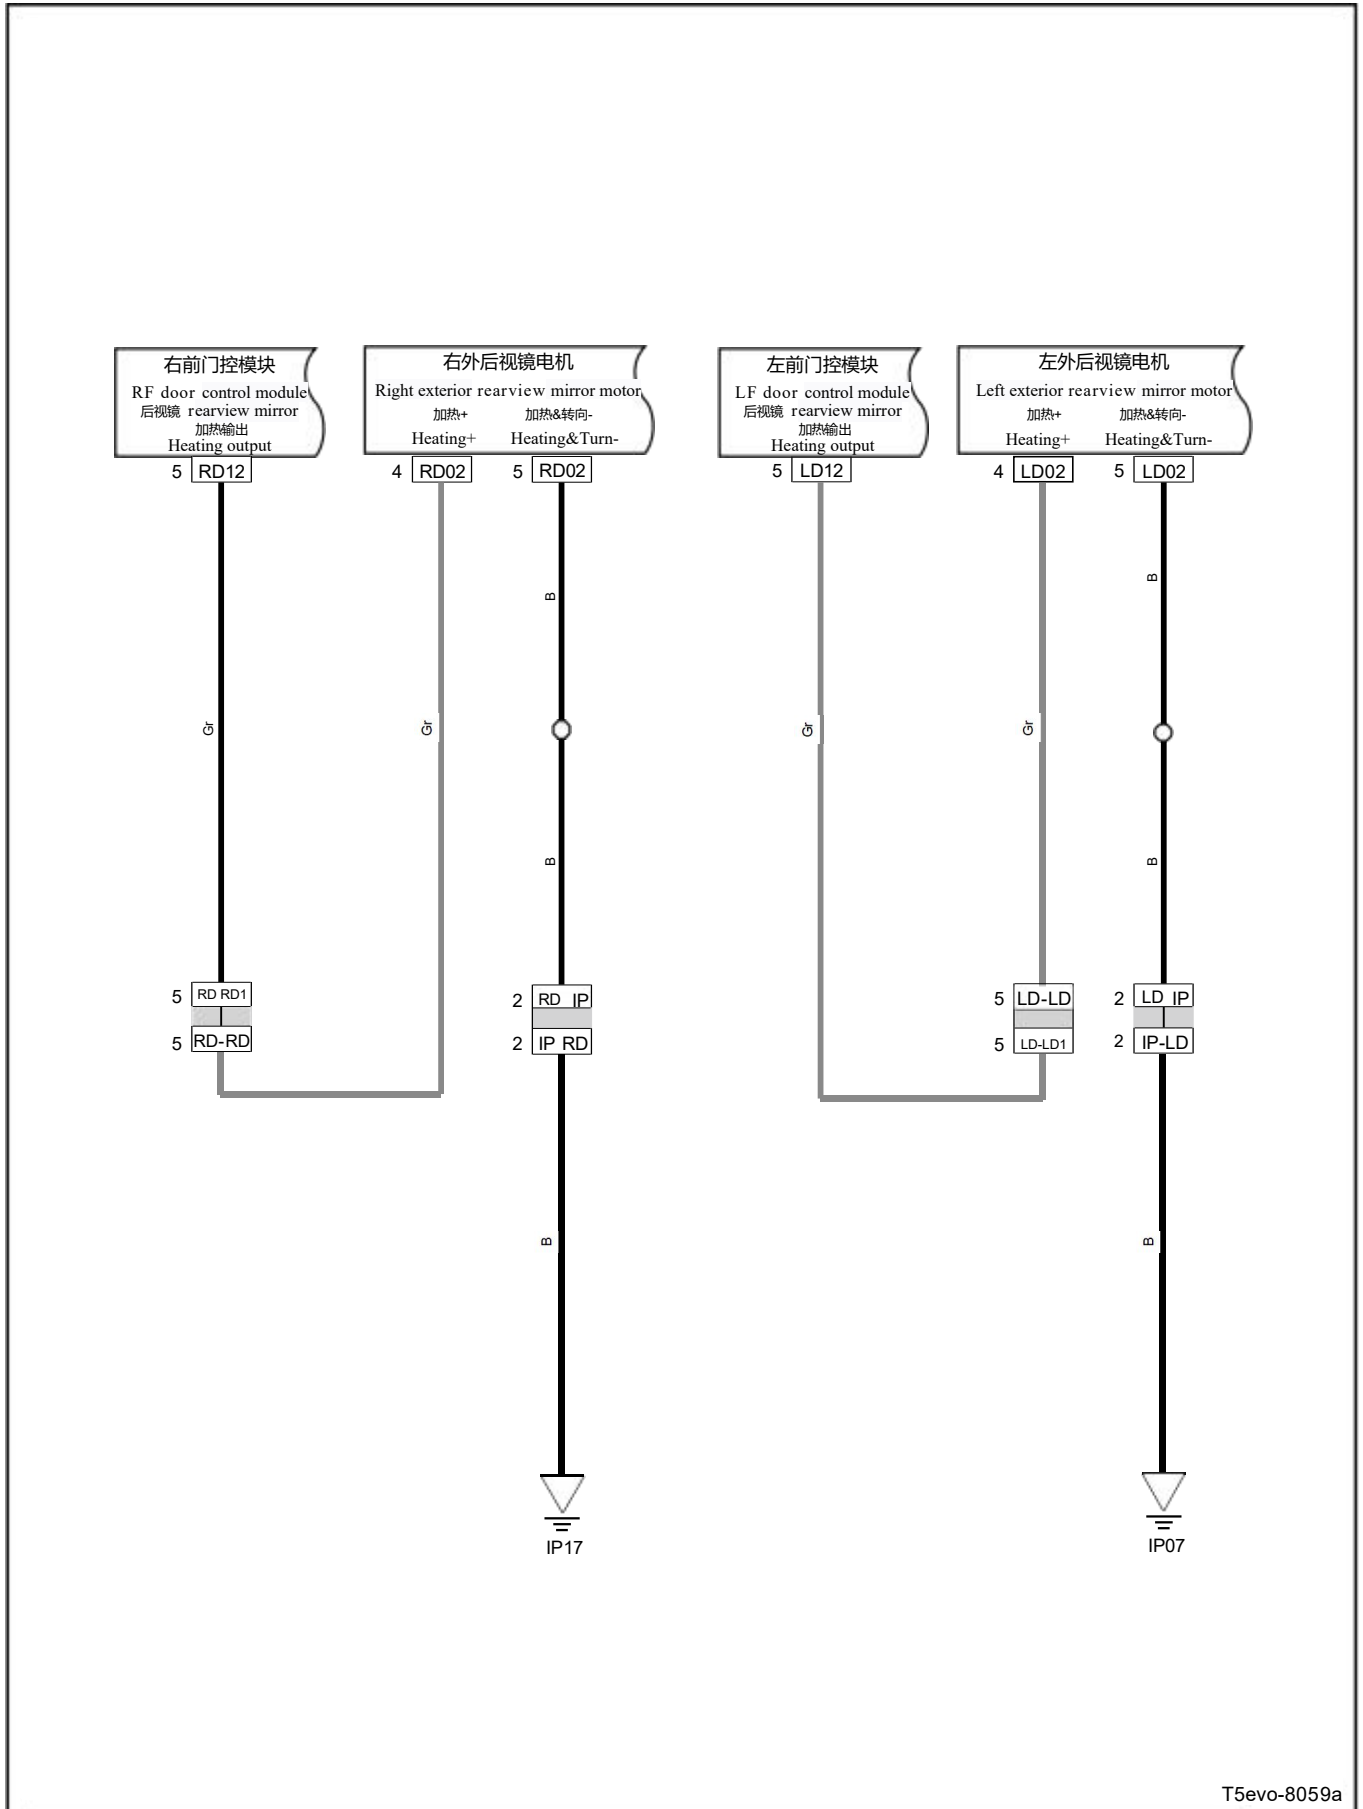 右前门控模块
RF door control module
后视镜 rearview mirror
加热输出
Heating output
5 RD12
右外后视镜电机
Right exterior rearview mirror motor
加热+ 加热&转向-
Heating+ Heating&Turn-
4 RD02 5 RD02
左前门控模块
LF door control module
后视镜 rearview mirror
加热输出
Heating output
5 LD12
左外后视镜电机
Left exterior rearview mirror motor
加热+ 加热&转向-
Heating+ Heating&Turn-
4 LD02 5 LD02
B B
Gr Gr Gr Gr
B B
5 RD RD1 2 RD IP 5 LD-LD 2 LD IP
5 RD-RD 2 IP RD 5 LD-LD1 2 IP-LD
B B
IP17 IP07
T5evo-8059a